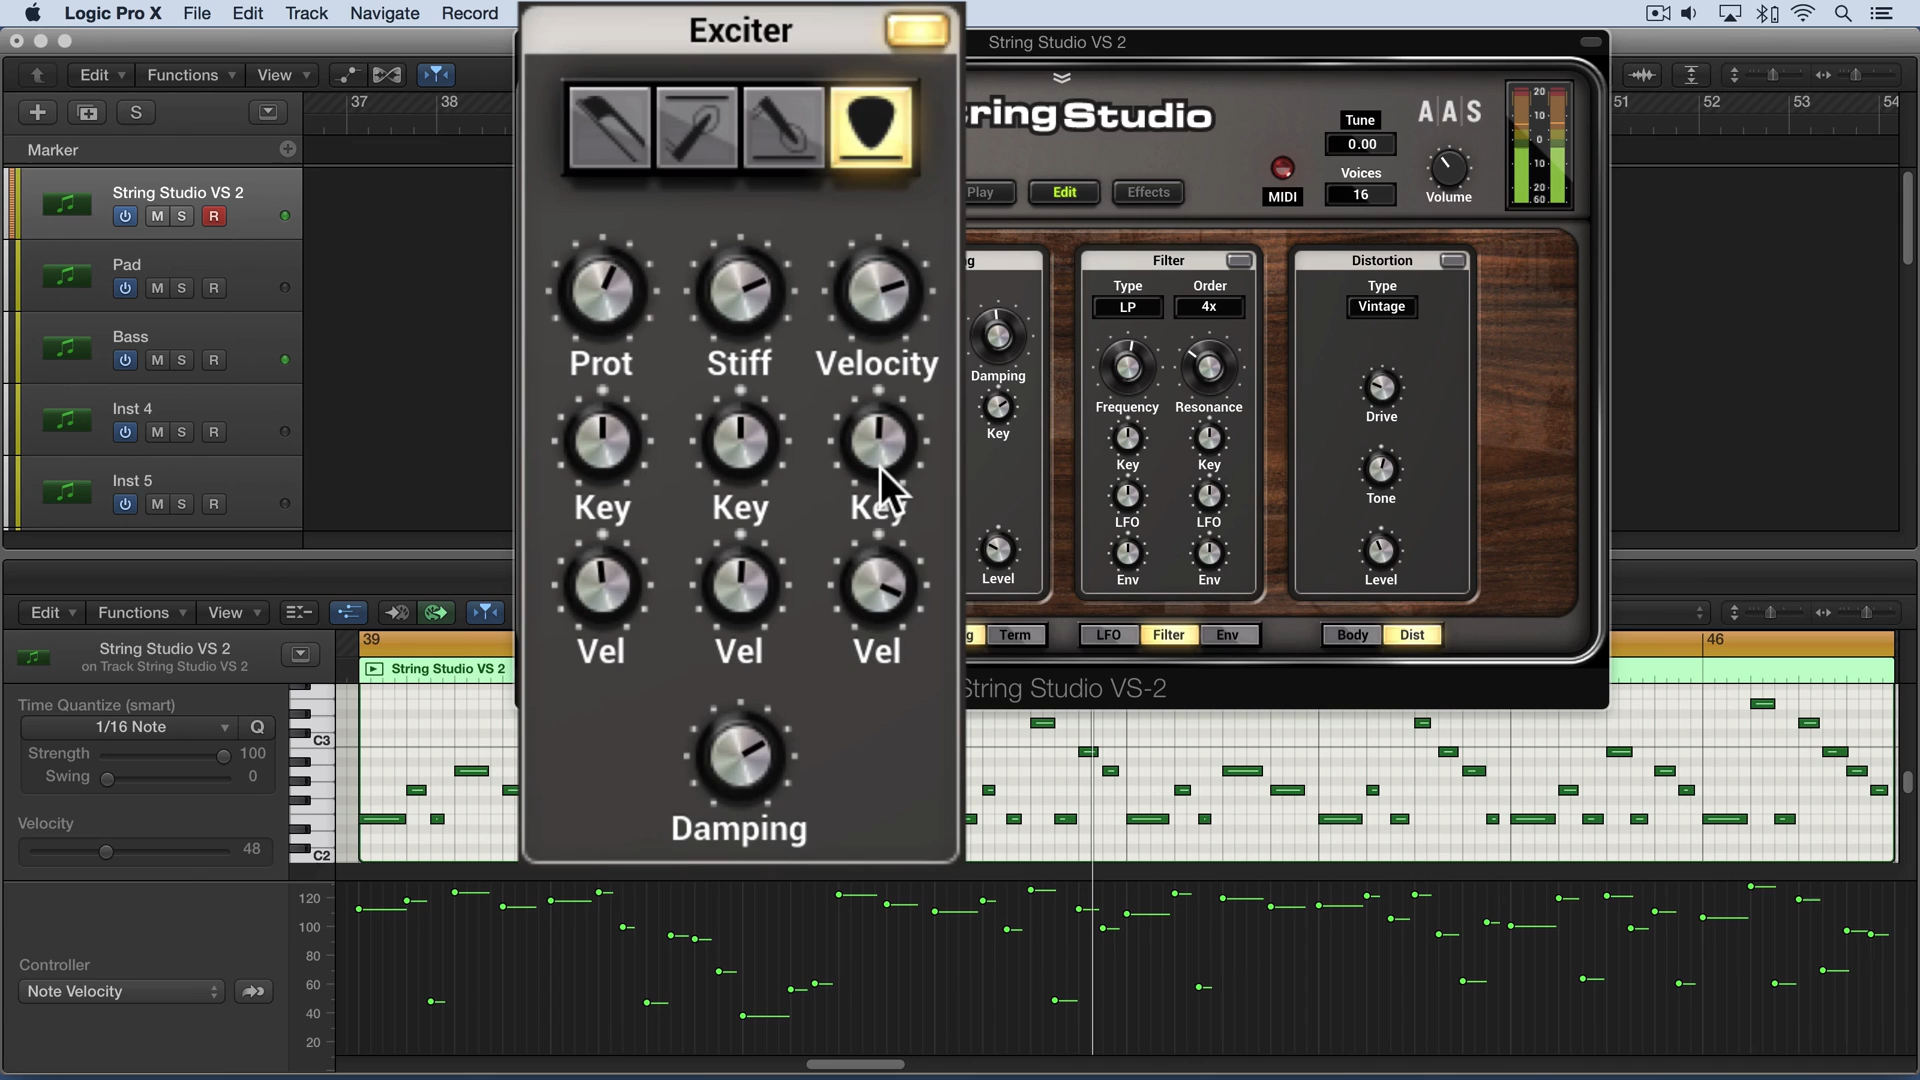 Logic Pro X File Edit Track Navigate Record
Exciter
String Studio VS 2
Edit Functions View
37 38
51 52 53 54
S
Marker
String Studio VS 2
M S R
Pad
M S R
Bass
M S R
Inst 4
M S R
Inst 5
M S R
Prot Stiff Velocity
Key Key Key
Vel Vel Vel
Damping
ring Studio
Tune
0.00
Voices
16
MIDI
A|A|S
Volume
20
10
0
10
20
60
Play Edit Effects
g
Damping
Key
Level
Filter
Type Order
LP 4x
Frequency Resonance
Key Key
LFO LFO
Env Env
Distortion
Type
Vintage
Drive
Tone
Level
g Term LFO Filter Env Body Dist
String Studio VS-2
Edit Functions View
39 46
String Studio VS 2
on Track String Studio VS 2
String Studio VS 2
Time Quantize (smart)
1/16 Note Q
Strength 100
Swing 0
Velocity
48
C3
C2
Controller
Note Velocity
120
100
80
60
40
20